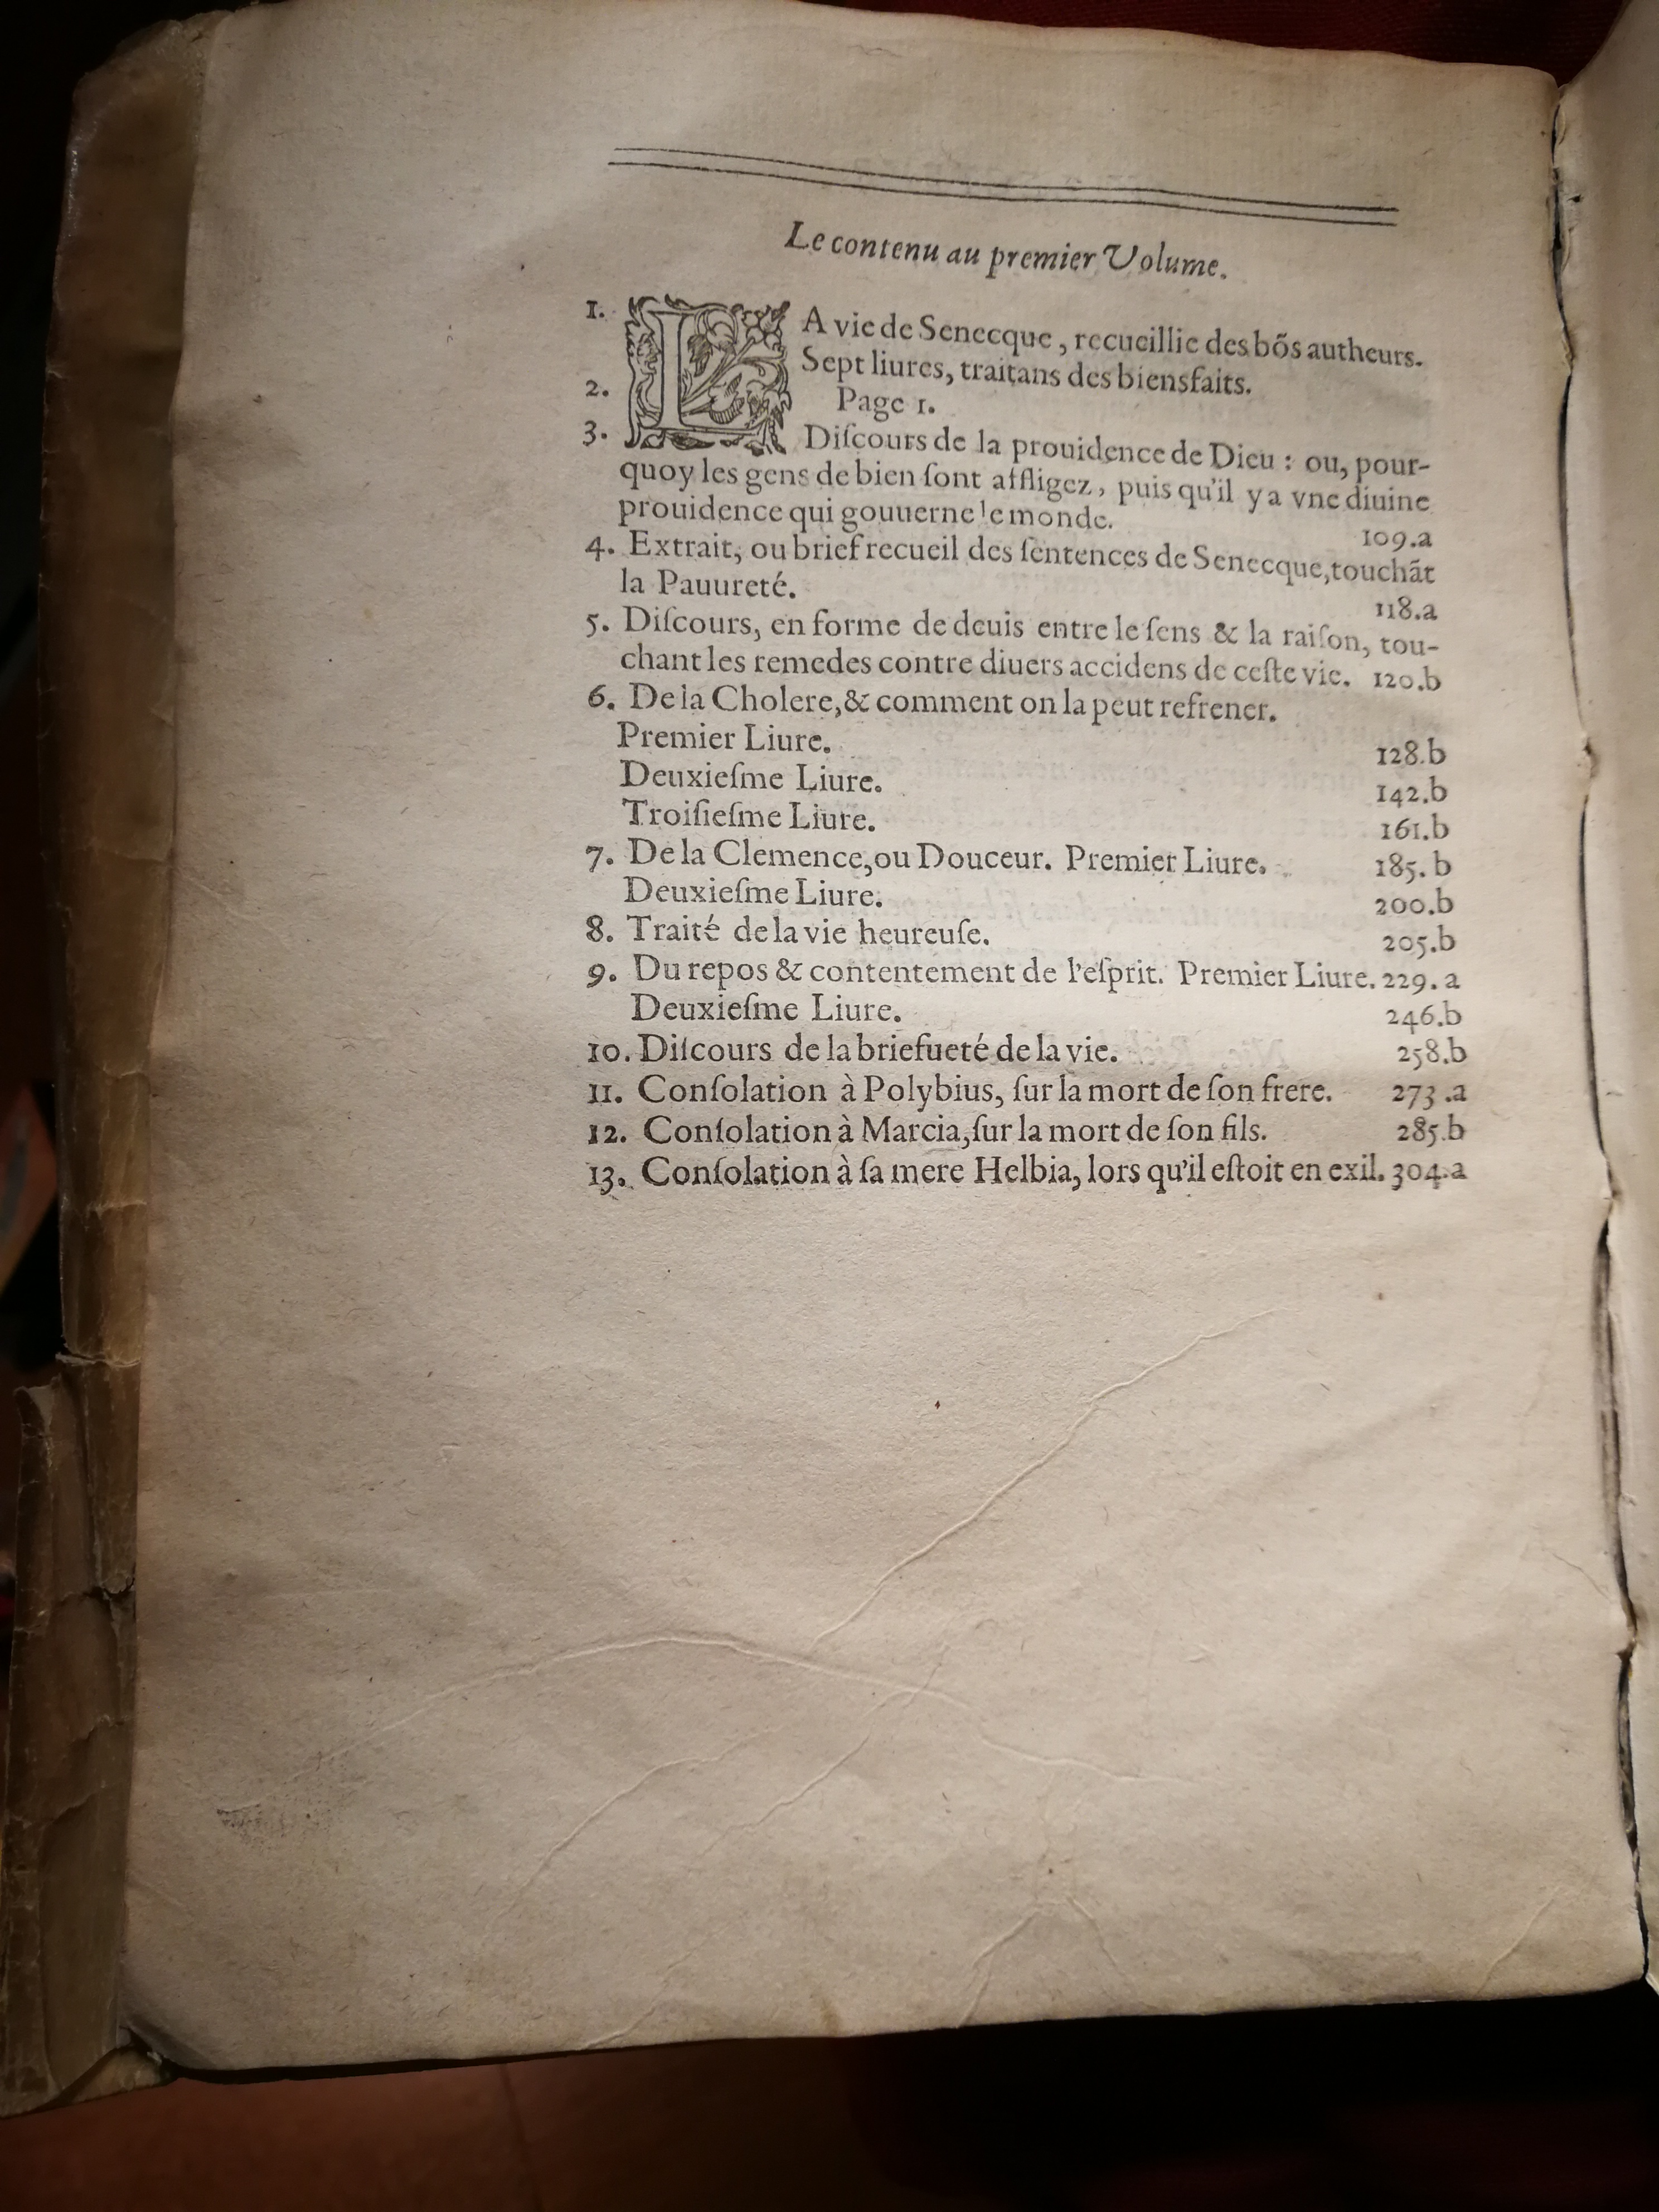 Le contenu au premier Volume.
1. LA vie de Senecque, recueillie des bõs autheurs.
2. Sept liures, traitans des biensfaits.
Page 1.
3. Diſcours de la prouidence de Dieu : ou, pour-
quoy les gens de bien ſont affligez, puis qu'il y a vne diuine
prouidence qui gouuerne le monde. 109.a
4. Extrait, ou brief recueil des ſentences de Senecque, touchãt
la Pauureté. 118.a
5. Diſcours, en forme de deuis entre le ſens & la raiſon, tou-
chant les remedes contre diuers accidens de ceſte vie. 120.b
6. De la Cholere, & comment on la peut refrener.
Premier Liure. 128.b
Deuxieſme Liure. 142.b
Troiſieſme Liure. 161.b
7. De la Clemence, ou Douceur. Premier Liure. 185.b
Deuxieſme Liure. 200.b
8. Traité de la vie heureuſe. 205.b
9. Du repos & contentement de l'eſprit. Premier Liure. 229.a
Deuxieſme Liure. 246.b
10. Diſcours de la briefueté de la vie. 258.b
11. Conſolation à Polybius, ſur la mort de ſon frere. 273.a
12. Conſolation à Marcia, ſur la mort de ſon fils. 285.b
13. Conſolation à ſa mere Helbia, lors qu'il eſtoit en exil. 304.a